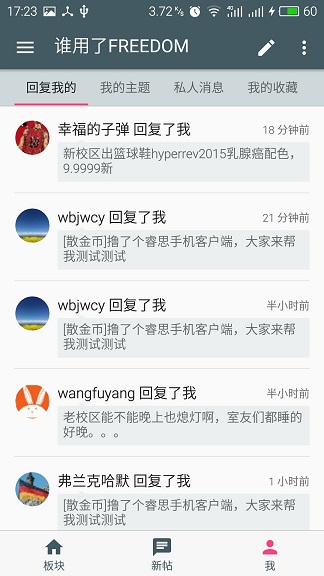 17:23
3.72 K/s
4G
60
谁用了FREEDOM
回复我的
我的主题
私人消息
我的收藏
幸福的子弹 回复了我
18 分钟前
新校区出篮球鞋hyperrev2015乳腺癌配色，
9.9999新
wbjwcy 回复了我
21 分钟前
[散金币]撸了个睿思手机客户端，大家来帮
我测试测试
wbjwcy 回复了我
半小时前
[散金币]撸了个睿思手机客户端，大家来帮
我测试测试
wangfuyang 回复了我
半小时前
老校区能不能晚上也熄灯啊，室友们都睡的
好晚。。。
弗兰克哈默 回复了我
1 小时前
[散金币]撸了个睿思手机客户端，大家来帮
板块
新帖
我